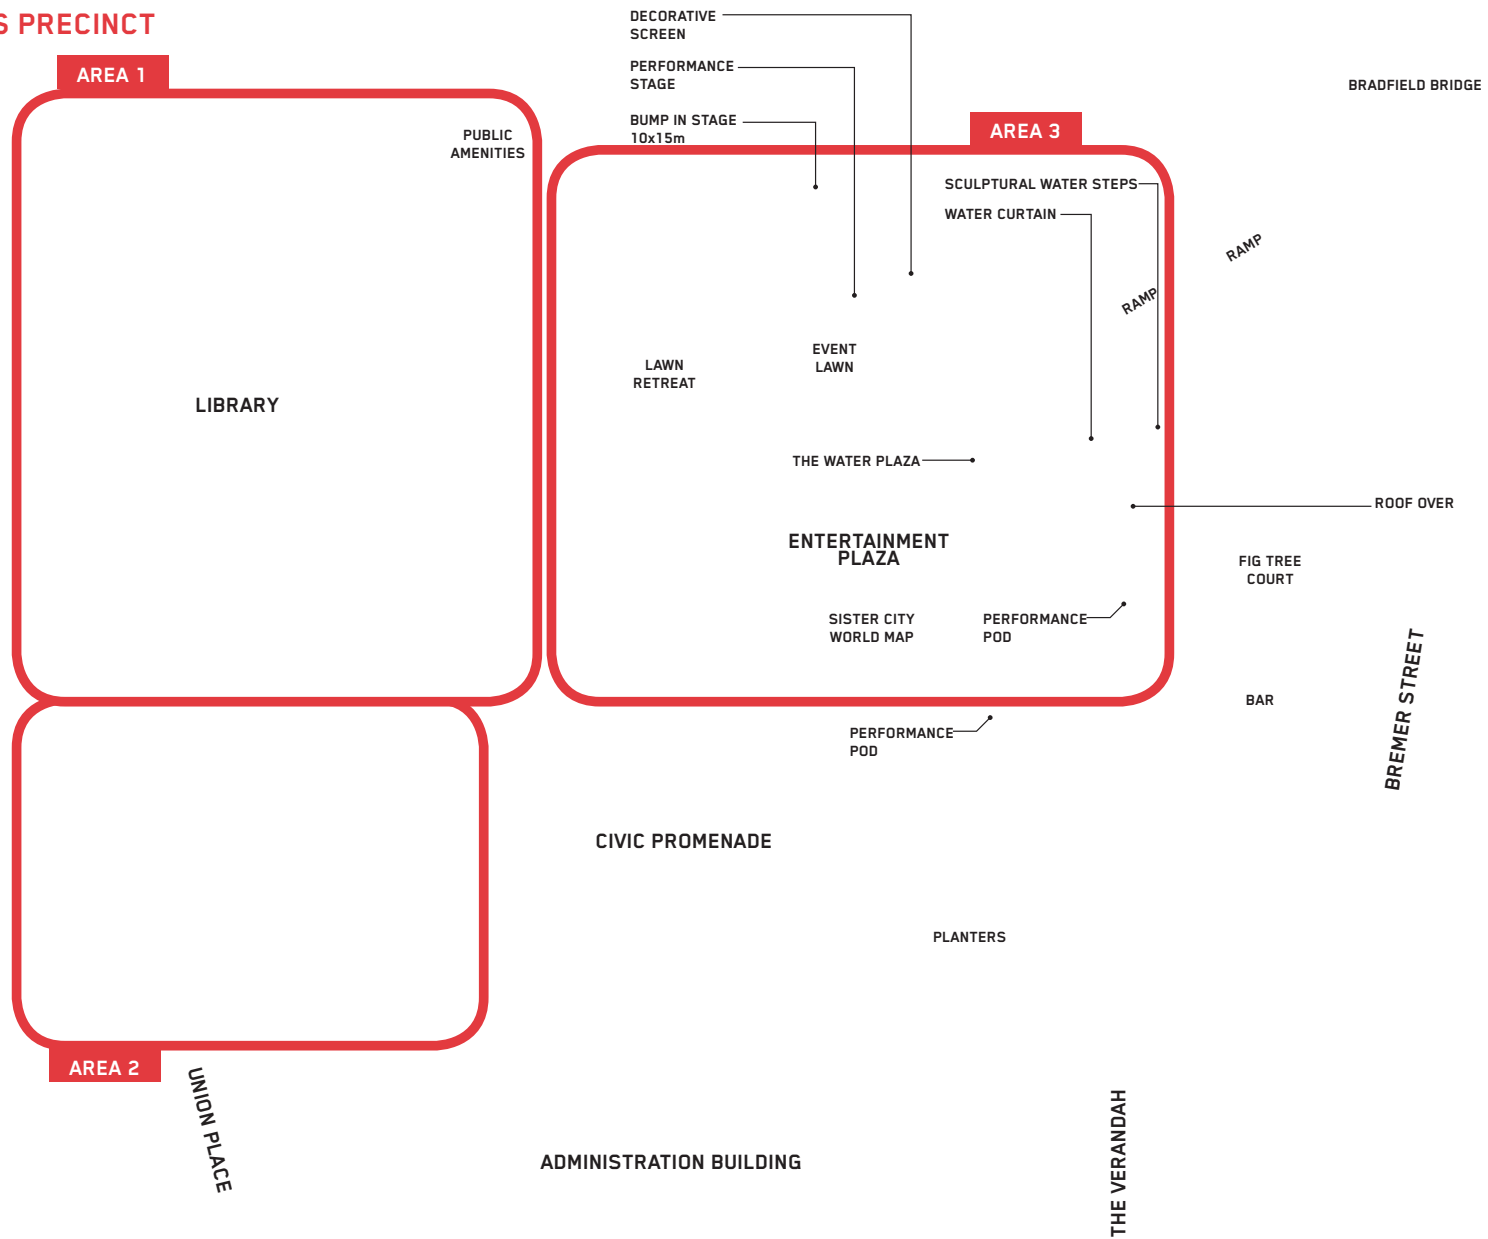 S PRECINCT
AREA 1
PUBLIC
AMENITIES
LIBRARY
DECORATIVE
SCREEN
PERFORMANCE
STAGE
BUMP IN STAGE
10x15m
AREA 3
BRADFIELD BRIDGE
SCULPTURAL WATER STEPS
WATER CURTAIN
RAMP
RAMP
EVENT
LAWN
LAWN
RETREAT
THE WATER PLAZA
ROOF OVER
ENTERTAINMENT
PLAZA
FIG TREE
COURT
SISTER CITY
WORLD MAP
PERFORMANCE
POD
BAR
BREMER STREET
PERFORMANCE
POD
CIVIC PROMENADE
PLANTERS
AREA 2
UNION PLACE
ADMINISTRATION BUILDING
THE VERANDAH